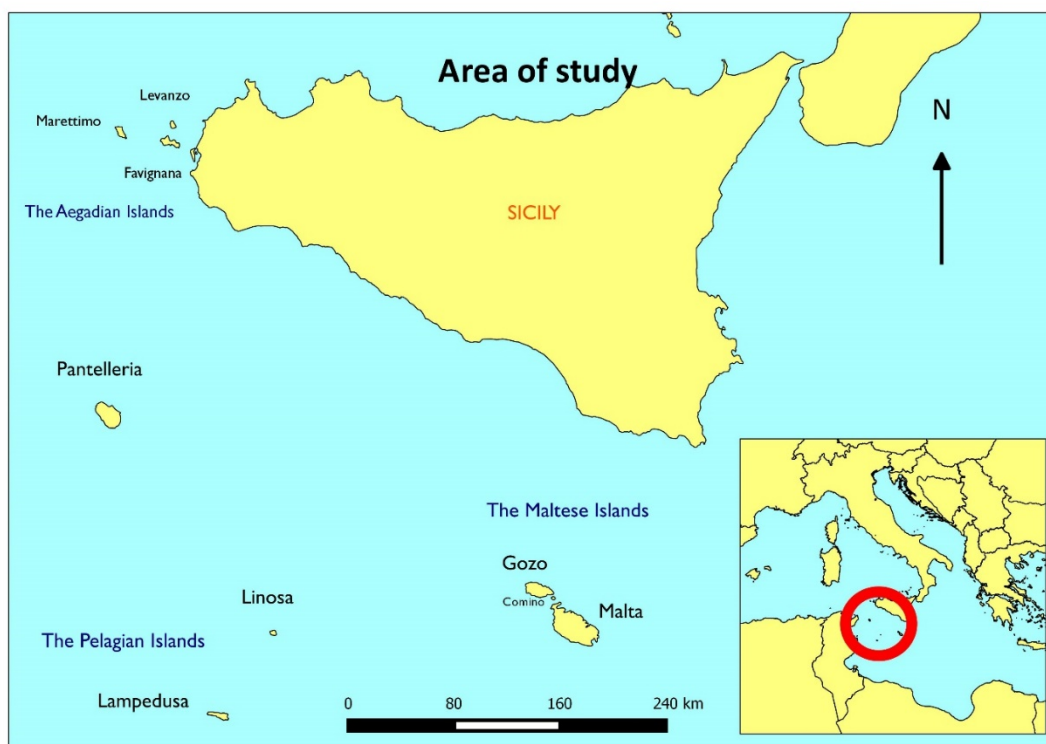 Area of study
Levanzo
Marettimo
N
Favignana
The Aegadian Islands
SICILY
Pantelleria
The Maltese Islands
Gozo
Linosa
Comino
Malta
The Pelagian Islands
Lampedusa
0 80 160 240 km